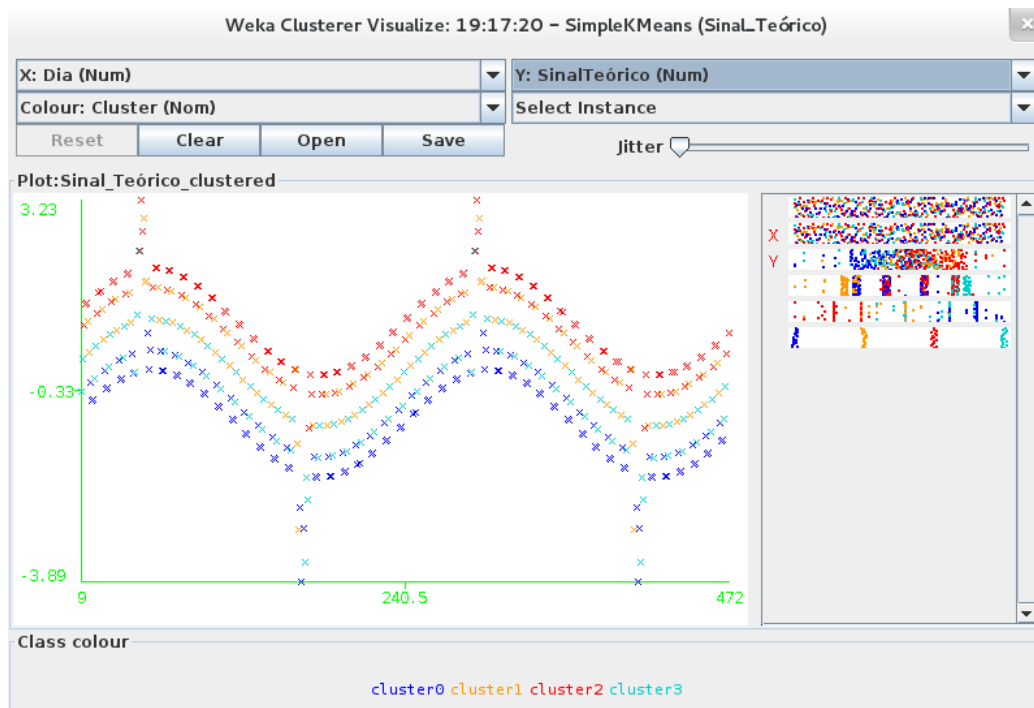 Weka Clusterer Visualize: 19:17:20 – SimpleKMeans (Sinal_Teórico)
X: Dia (Num) Y: SinalTeórico (Num)
Colour: Cluster (Nom) Select Instance
Reset Clear Open Save Jitter
Plot:Sinal_Teórico_clustered
3.23
-0.33
-3.89
9 240.5 472
X
Y
Class colour
cluster0 cluster1 cluster2 cluster3